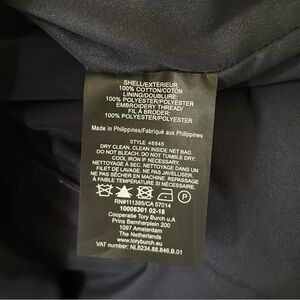 SHELL/EXTÉRIEUR
100% COTTON/COTON
LINING/DOUBLURE:
100% POLYESTER/POLYESTER
EMBROIDERY THREAD/
FIL À BRODER:
100% POLYESTER/POLYESTER
Made in Philippines/Fabriqué aux Philippines
STYLE 46845
DRY CLEAN. CLEAN INSIDE NET BAG.
DO NOT BLEACH. DO NOT TUMBLE DRY.
COOL IRON IF NECESSARY.
NETTOYAGE À SEC. NETTOYER DANS UN
FILET DE LAVAGE. NE PAS JAVELLISER.
NE PAS SÉCHER EN MACHINE. REPASSAGE
À FAIBLE TEMPÉRATURE SI NÉCESSAIRE.
P
RN#111395/CA 57014
10006301 02-18
Cooperatie Tory Burch u,A
Prins Bernhardplein 200
1097 Amsterdam
The Netherlands
www.toryburch.eu
VAT number: NL8234.88.846.B.01